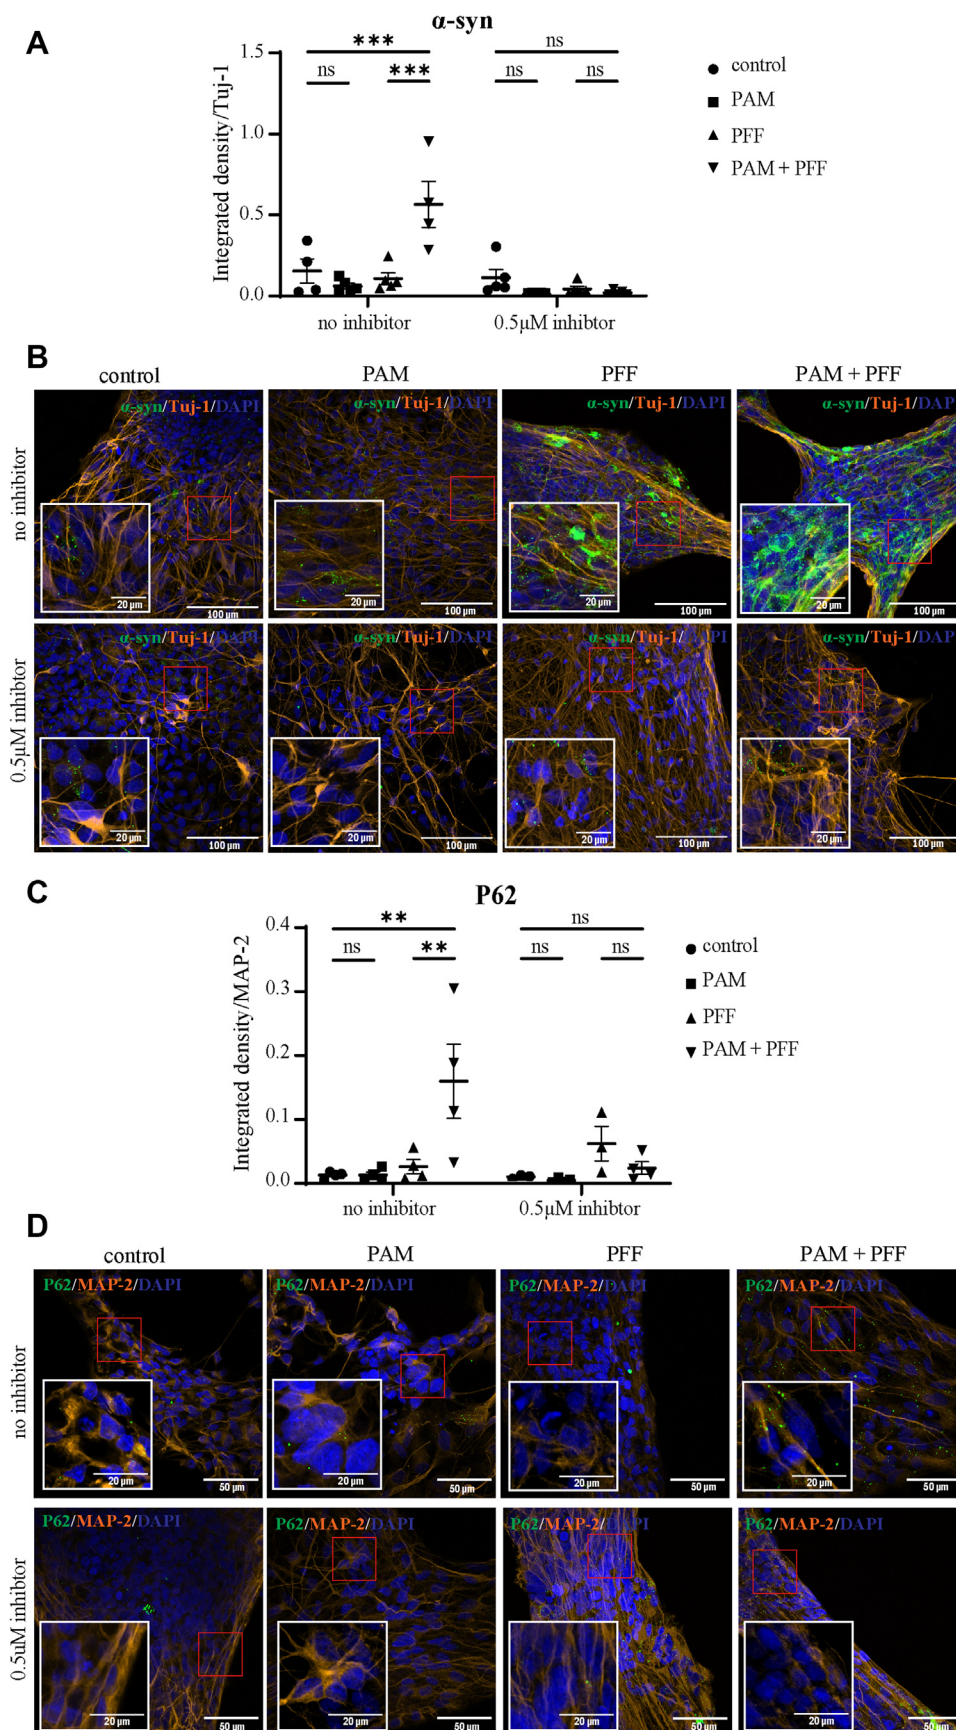 A
α-syn
Integrated density/Tuj-1
1.5
1.0
0.5
0.0
***
ns
***
ns
ns
ns
no inhibitor
0.5µM inhibtor
control
PAM
PFF
PAM + PFF
B
control
PAM
PFF
PAM + PFF
no inhibitor
α-syn/Tuj-1/DAPI
20 µm
100 µm
α-syn/Tuj-1/DAPI
20 µm
100 µm
α-syn/Tuj-1/DAPI
20 µm
100 µm
α-syn/Tuj-1/DAPI
20 µm
100 µm
0.5µM inhibtor
α-syn/Tuj-1/DAPI
20 µm
100 µm
α-syn/Tuj-1/DAPI
20 µm
100 µm
α-syn/Tuj-1/DAPI
20 µm
100 µm
α-syn/Tuj-1/DAPI
20 µm
100 µm
C
P62
Integrated density/MAP-2
0.4
0.3
0.2
0.1
0.0
**
ns
**
ns
ns
ns
no inhibitor
0.5µM inhibtor
control
PAM
PFF
PAM + PFF
D
control
PAM
PFF
PAM + PFF
no inhibitor
P62/MAP-2/DAPI
20 µm
50 µm
P62/MAP-2/DAPI
20 µm
50 µm
P62/MAP-2/DAPI
20 µm
50 µm
P62/MAP-2/DAPI
20 µm
50 µm
0.5uM inhibtor
P62/MAP-2/DAPI
20 µm
50 µm
P62/MAP-2/DAPI
20 µm
50 µm
P62/MAP-2/DAPI
20 µm
50 µm
P62/MAP-2/DAPI
20 µm
50 µm